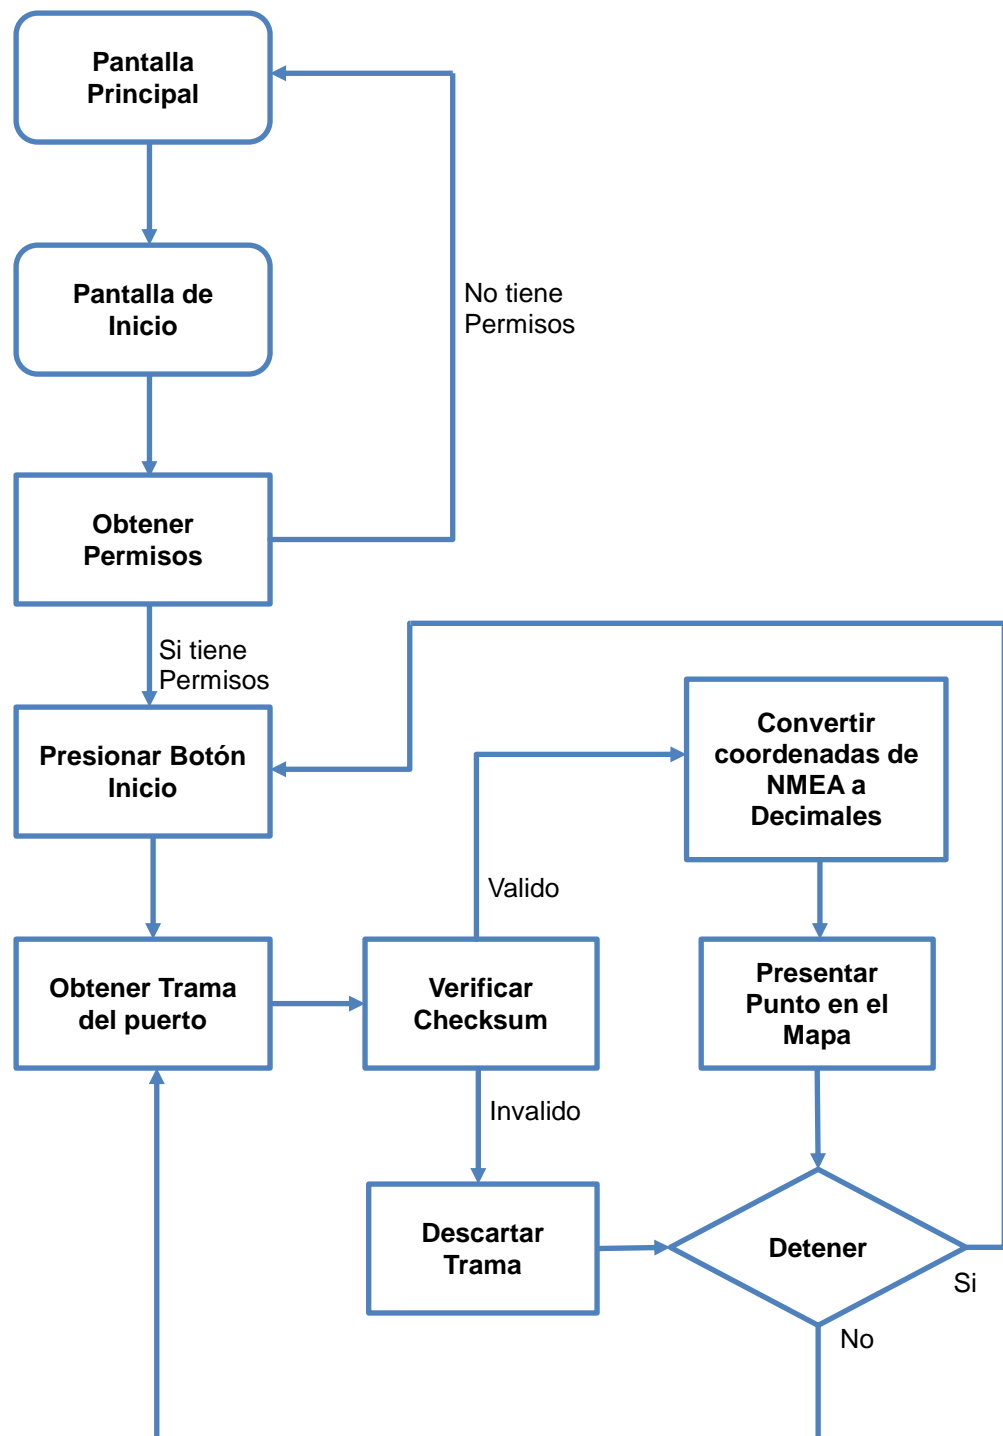 Pantalla
Principal
Pantalla de
Inicio
No tiene
Permisos
Obtener
Permisos
Si tiene
Permisos
Presionar Botón
Inicio
Convertir
coordenadas de
NMEA a
Decimales
Valido
Obtener Trama
del puerto
Verificar
Checksum
Presentar
Punto en el
Mapa
Invalido
Descartar
Trama
Detener
Si
No